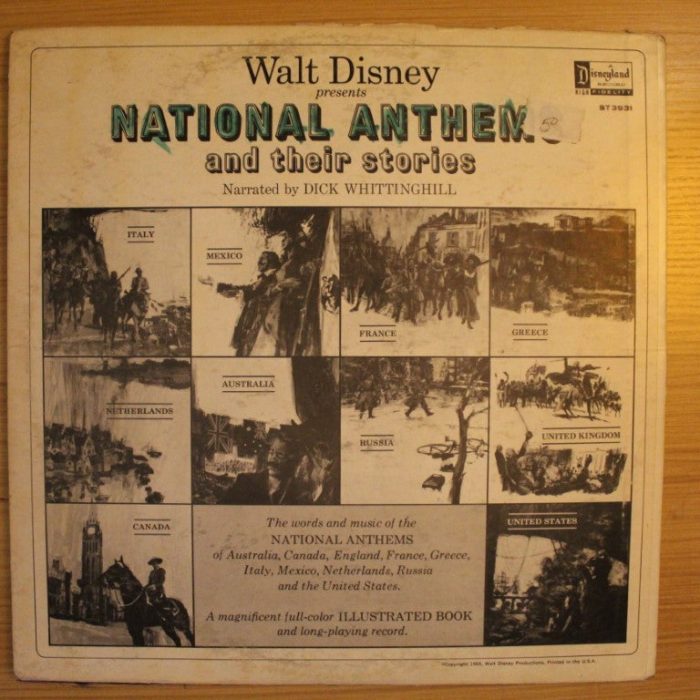 Walt Disney
presents
Disneyland
FIDELITY
ST 3931
NATIONAL ANTHEM
and their stories
Narrated by DICK WHITTINGHILL
ITALY
MEXICO
FRANCE
GREECE
NETHERLANDS
AUSTRALIA
RUSSIA
UNITED KINGDOM
CANADA
UNITED STATES
The words and music of the
NATIONAL ANTHEMS
of Australia, Canada, England, France, Greece,
Italy, Mexico, Netherlands, Russia
and the United States.
A magnificent full-color ILLUSTRATED BOOK
and long-playing record.
Walt Disney Productions, Printed in the U.S.A.